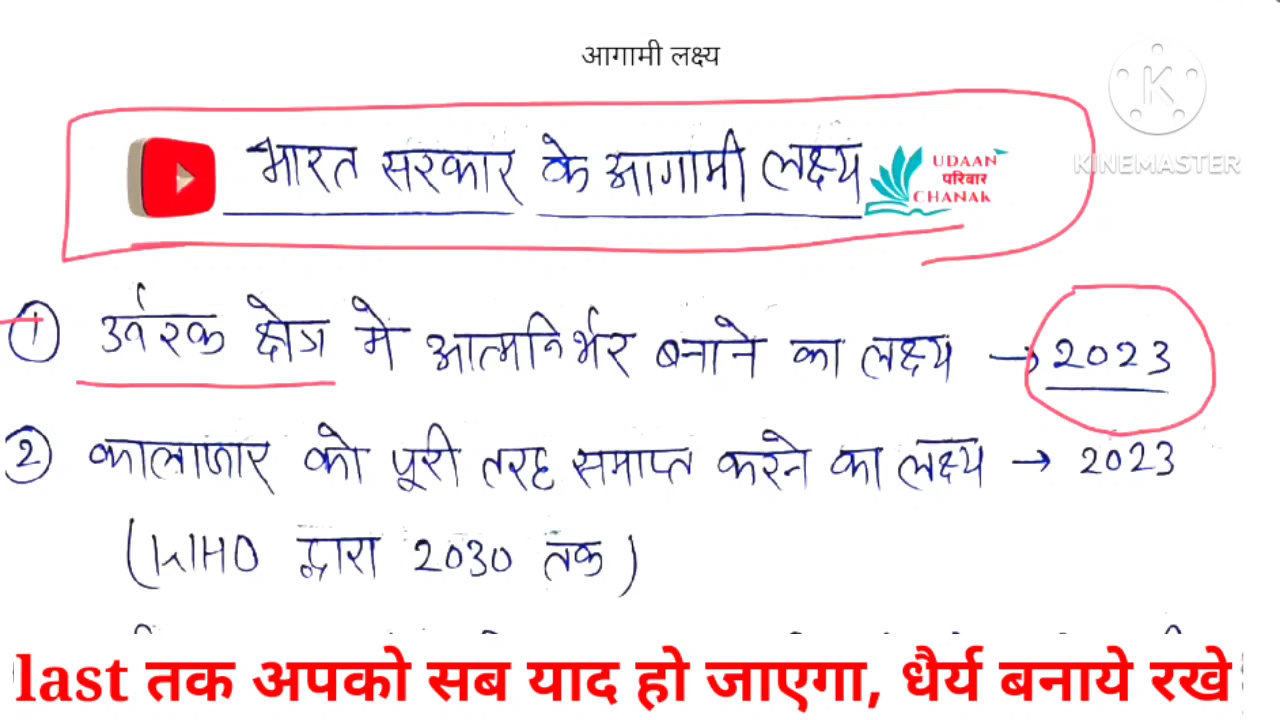 आगामी लक्ष्य
KINEMASTER
भारत सरकार के आगामी लक्ष्य
UDAAN
परिवार
CHANAK
① उर्वरक क्षेत्र मे आत्मनिर्भर बनाने का लक्ष्य → 2023
② कालाजार को पूरी तरह समाप्त करने का लक्ष्य → 2023
(WHO द्वारा 2030 तक)
last तक अपको सब याद हो जाएगा, धैर्य बनाये रखे